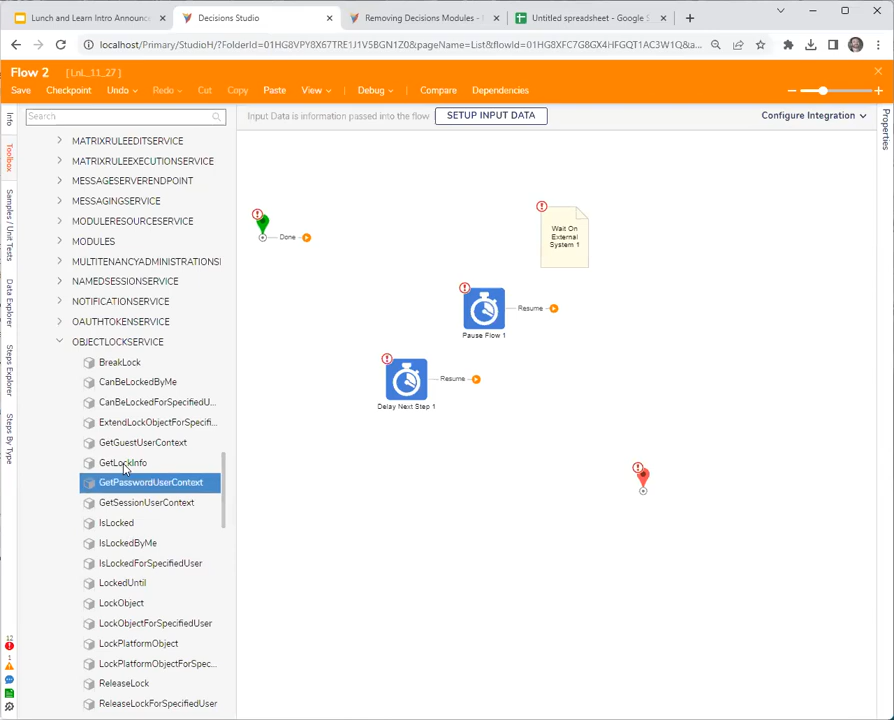 Lunch and Learn Intro Announc
Decisions Studio
Removing Decisions Modules -
Untitled spreadsheet - Google S
localhost/Primary/StudioH/?FolderId=01HG8VPY8X67TRE1J1V5BGN1Z0&pageName=List&flowId=01HG8XFC7G8GX4HFGQT1AC3W1Q&a...
Flow 2 [LnL_11_27]
Save Checkpoint Undo Redo Cut Copy Paste View Debug Compare Dependencies
Info
Toolbox
Samples / Unit Tests
Data Explorer
Steps Explorer
Steps By Type
12
1
Search
MATRIXRULEEDITSERVICE
MATRIXRULEEXECUTIONSERVICE
MESSAGESERVERENDPOINT
MESSAGINGSERVICE
MODULERESOURCESERVICE
MODULES
MULTITENANCYADMINISTRATIONS
NAMEDSESSIONSERVICE
NOTIFICATIONSERVICE
OAUTHTOKENSERVICE
OBJECTLOCKSERVICE
BreakLock
CanBeLockedByMe
CanBeLockedForSpecifiedU...
ExtendLockObjectForSpecifi...
GetGuestUserContext
GetLockInfo
GetPasswordUserContext
GetSessionUserContext
IsLocked
IsLockedByMe
IsLockedForSpecifiedUser
LockedUntil
LockObject
LockObjectForSpecifiedUser
LockPlatformObject
LockPlatformObjectForSpec...
ReleaseLock
ReleaseLockForSpecifiedUser
Input Data is information passed into the flow
SETUP INPUT DATA
Configure Integration
Properties
Done
Wait On
External
System 1
Resume
Pause Flow 1
Resume
Delay Next Step 1